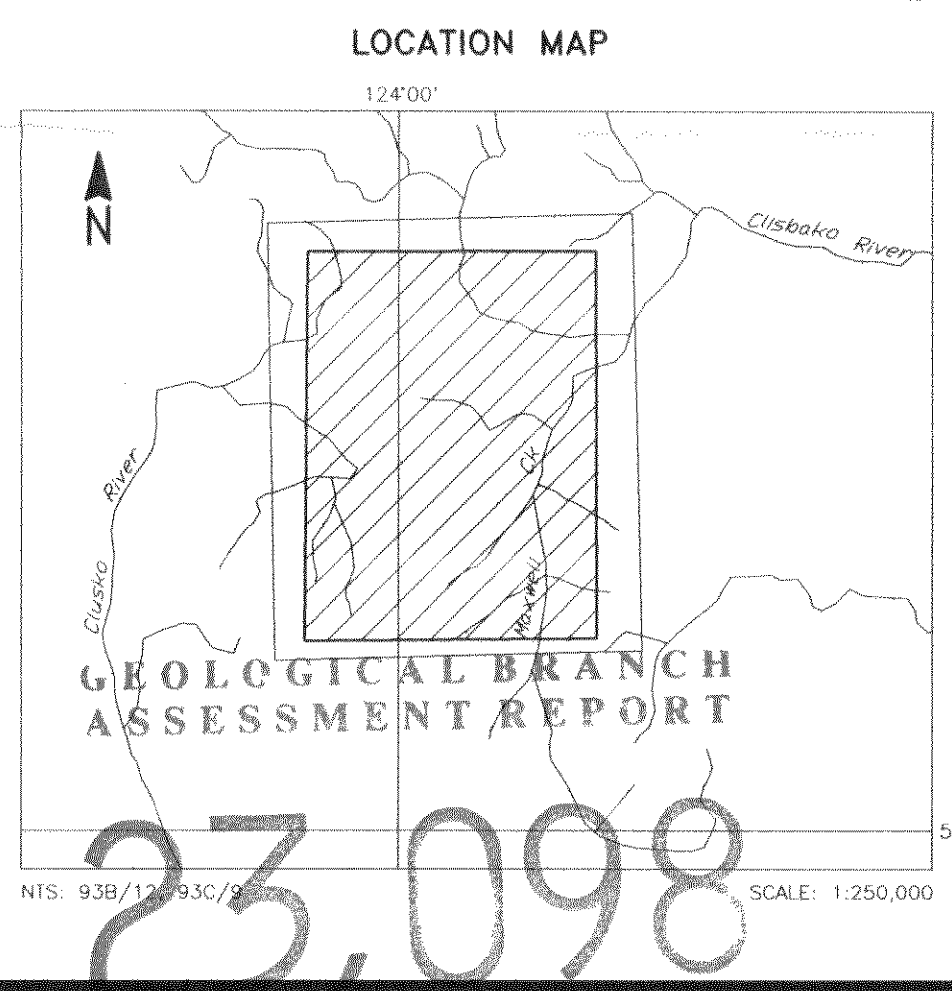 LOCATION MAP
124°00'
N
Clisbako River
River
Ck
Clusko
Maxwell
GEOLOGICAL BRANCH
ASSESSMENT REPORT
5
NTS: 93B/12, 93C/9
SCALE: 1:250,000
23,098